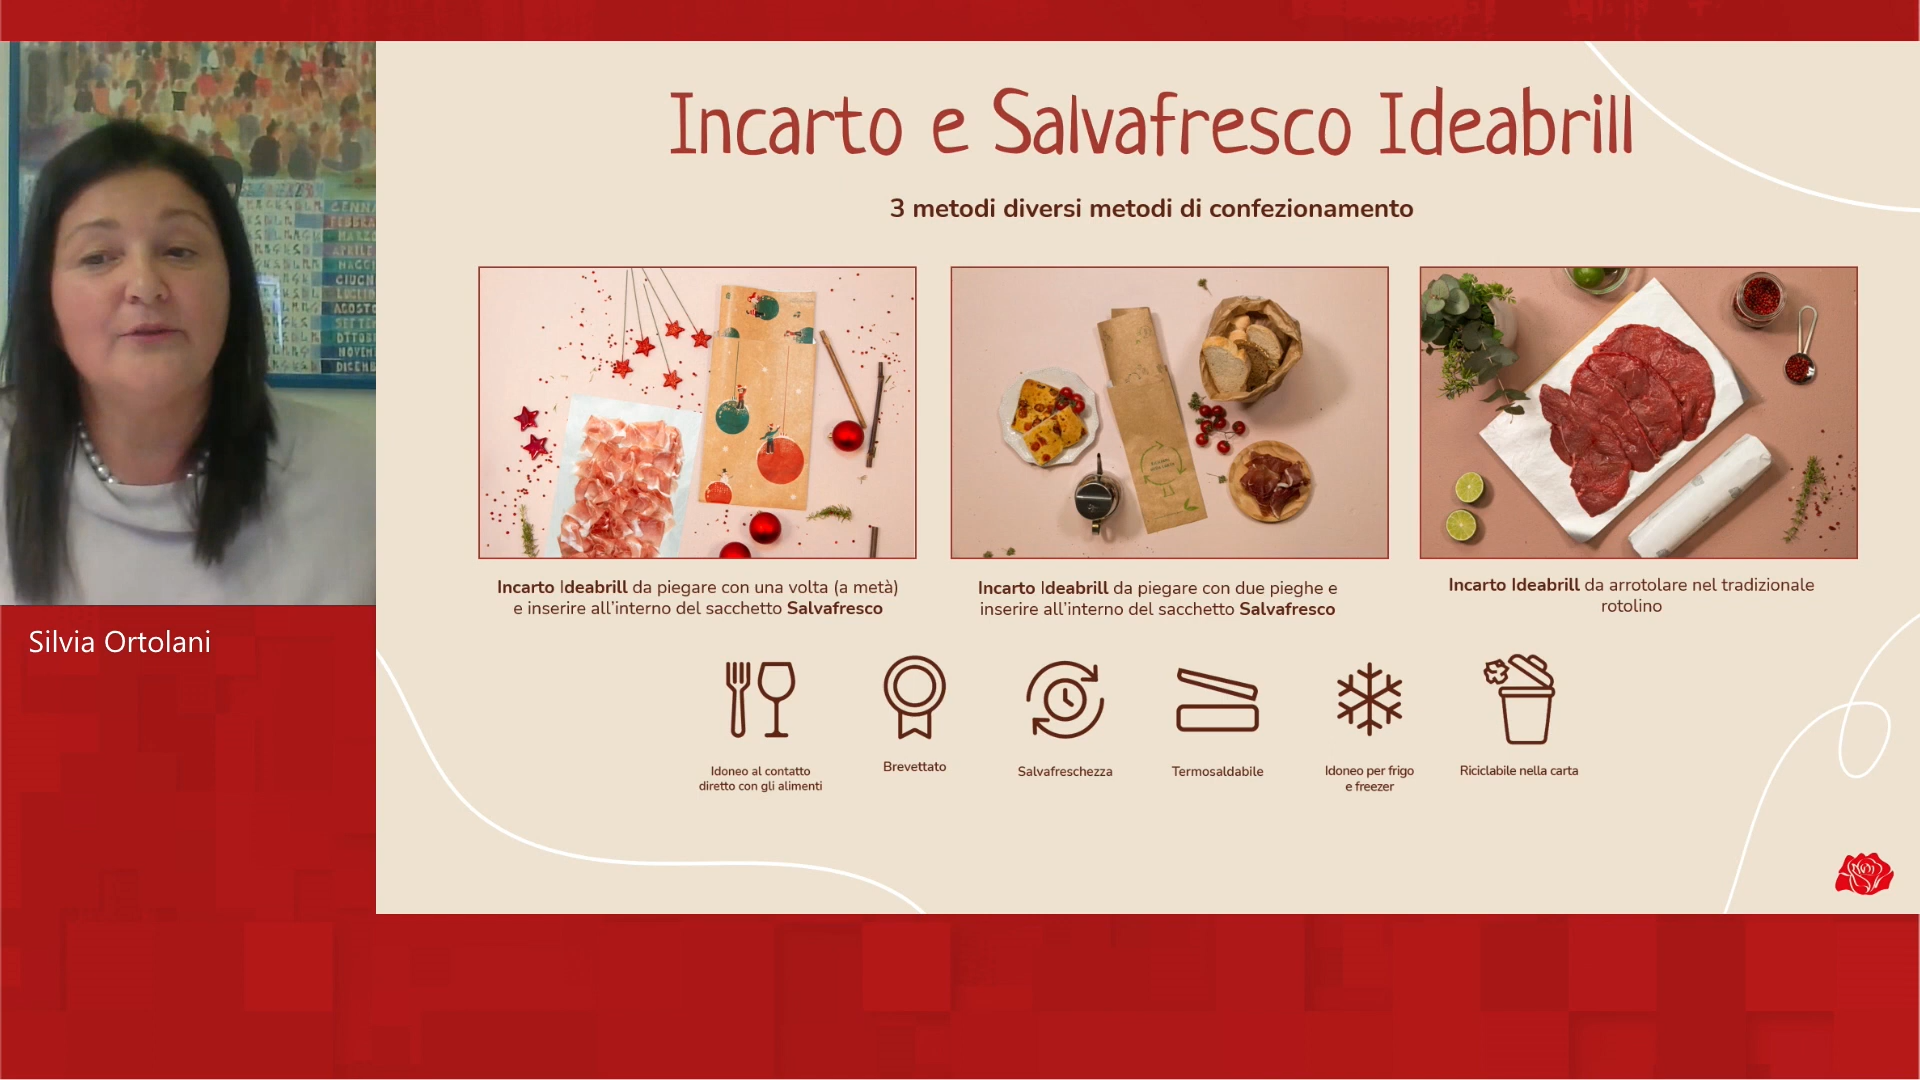 Incarto e Salvafresco Ideabrill
3 metodi diversi metodi di confezionamento
Incarto Ideabrill da piegare con una volta (a metà)
e inserire all'interno del sacchetto Salvafresco
Incarto Ideabrill da piegare con due pieghe e
inserire all'interno del sacchetto Salvafresco
Incarto Ideabrill da arrotolare nel tradizionale
rotolino
Idoneo al contatto
diretto con gli alimenti
Brevettato
Salvafreschezza
Termosaldabile
Idoneo per frigo
e freezer
Riciclabile nella carta
Silvia Ortolani